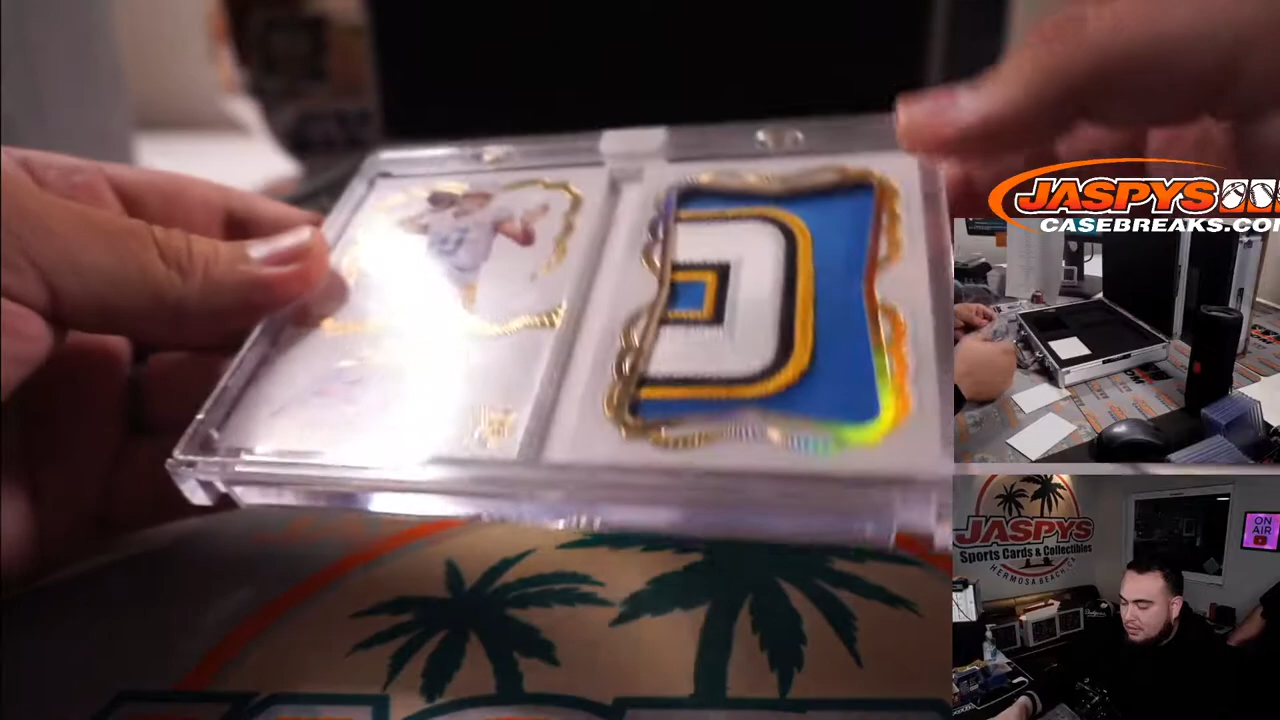 JASPYS
CASEBREAKS.CO
JASPYS
Sports Cards & Collectibles
HERMOSA BEACH, CA
ON
AIR